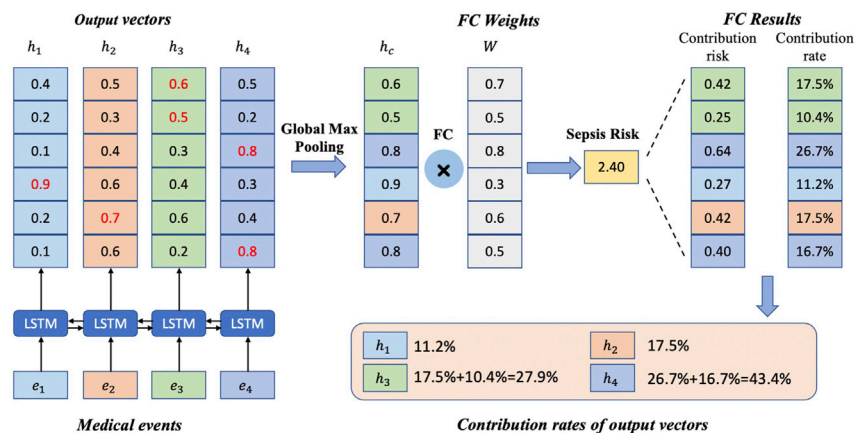 Output vectors
FC Weights
FC Results
h₁ h₂ h₃ h₄
h_c W
Contribution risk
Contribution rate
0.4 0.5 0.6 0.5 0.6 0.7 0.42 17.5%
0.2 0.3 0.5 0.2 0.5 0.5 0.25 10.4%
0.1 0.4 0.3 0.8 0.8 0.8 0.64 26.7%
0.9 0.6 0.4 0.3 0.9 0.3 0.27 11.2%
0.2 0.7 0.6 0.4 0.7 0.6 0.42 17.5%
0.1 0.6 0.2 0.8 0.8 0.5 0.40 16.7%
Global Max
Pooling
FC
×
Sepsis Risk
2.40
LSTM LSTM LSTM LSTM
e₁ e₂ e₃ e₄
Medical events
h₁ 11.2% h₂ 17.5%
h₃ 17.5%+10.4%=27.9% h₄ 26.7%+16.7%=43.4%
Contribution rates of output vectors